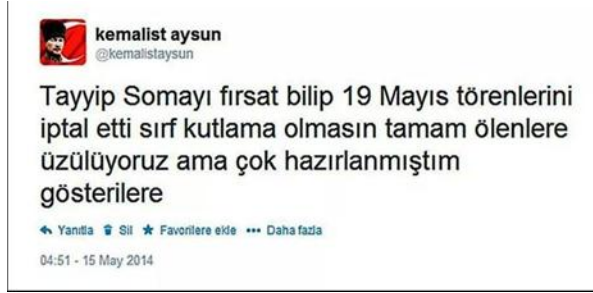 kemalist aysun
@kemalistaysun
Tayyip Somayı fırsat bilip 19 Mayıs törenlerini
iptal etti sırf kutlama olmasın tamam ölenlere
üzülüyoruz ama çok hazırlanmıştım
gösterilere
Yanıtla Sil Favorilere ekle Daha fazla
04:51 - 15 May 2014